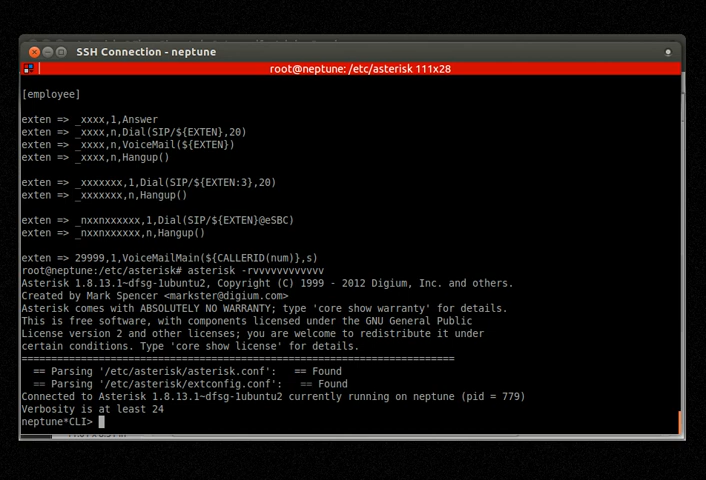 SSH Connection - neptune
root@neptune: /etc/asterisk 111x28
[employee]
exten => _xxxx,1,Answer
exten => _xxxx,n,Dial(SIP/${EXTEN},20)
exten => _xxxx,n,VoiceMail(${EXTEN})
exten => _xxxx,n,Hangup()
exten => _xxxxxxx,1,Dial(SIP/${EXTEN:3},20)
exten => _xxxxxxx,n,Hangup()
exten => _nxxnxxxxxx,1,Dial(SIP/${EXTEN}@eSBC)
exten => _nxxnxxxxxx,n,Hangup()
exten => 29999,1,VoiceMailMain(${CALLERID(num)},s)
root@neptune:/etc/asterisk# asterisk -rvvvvvvvvvvvv
Asterisk 1.8.13.1~dfsg-1ubuntu2, Copyright (C) 1999 - 2012 Digium, Inc. and others.
Created by Mark Spencer <markster@digium.com>
Asterisk comes with ABSOLUTELY NO WARRANTY; type 'core show warranty' for details.
This is free software, with components licensed under the GNU General Public
License version 2 and other licenses; you are welcome to redistribute it under
certain conditions. Type 'core show license' for details.
=========================================================================
== Parsing '/etc/asterisk/asterisk.conf': == Found
== Parsing '/etc/asterisk/extconfig.conf': == Found
Connected to Asterisk 1.8.13.1~dfsg-1ubuntu2 currently running on neptune (pid = 779)
Verbosity is at least 24
neptune*CLI>